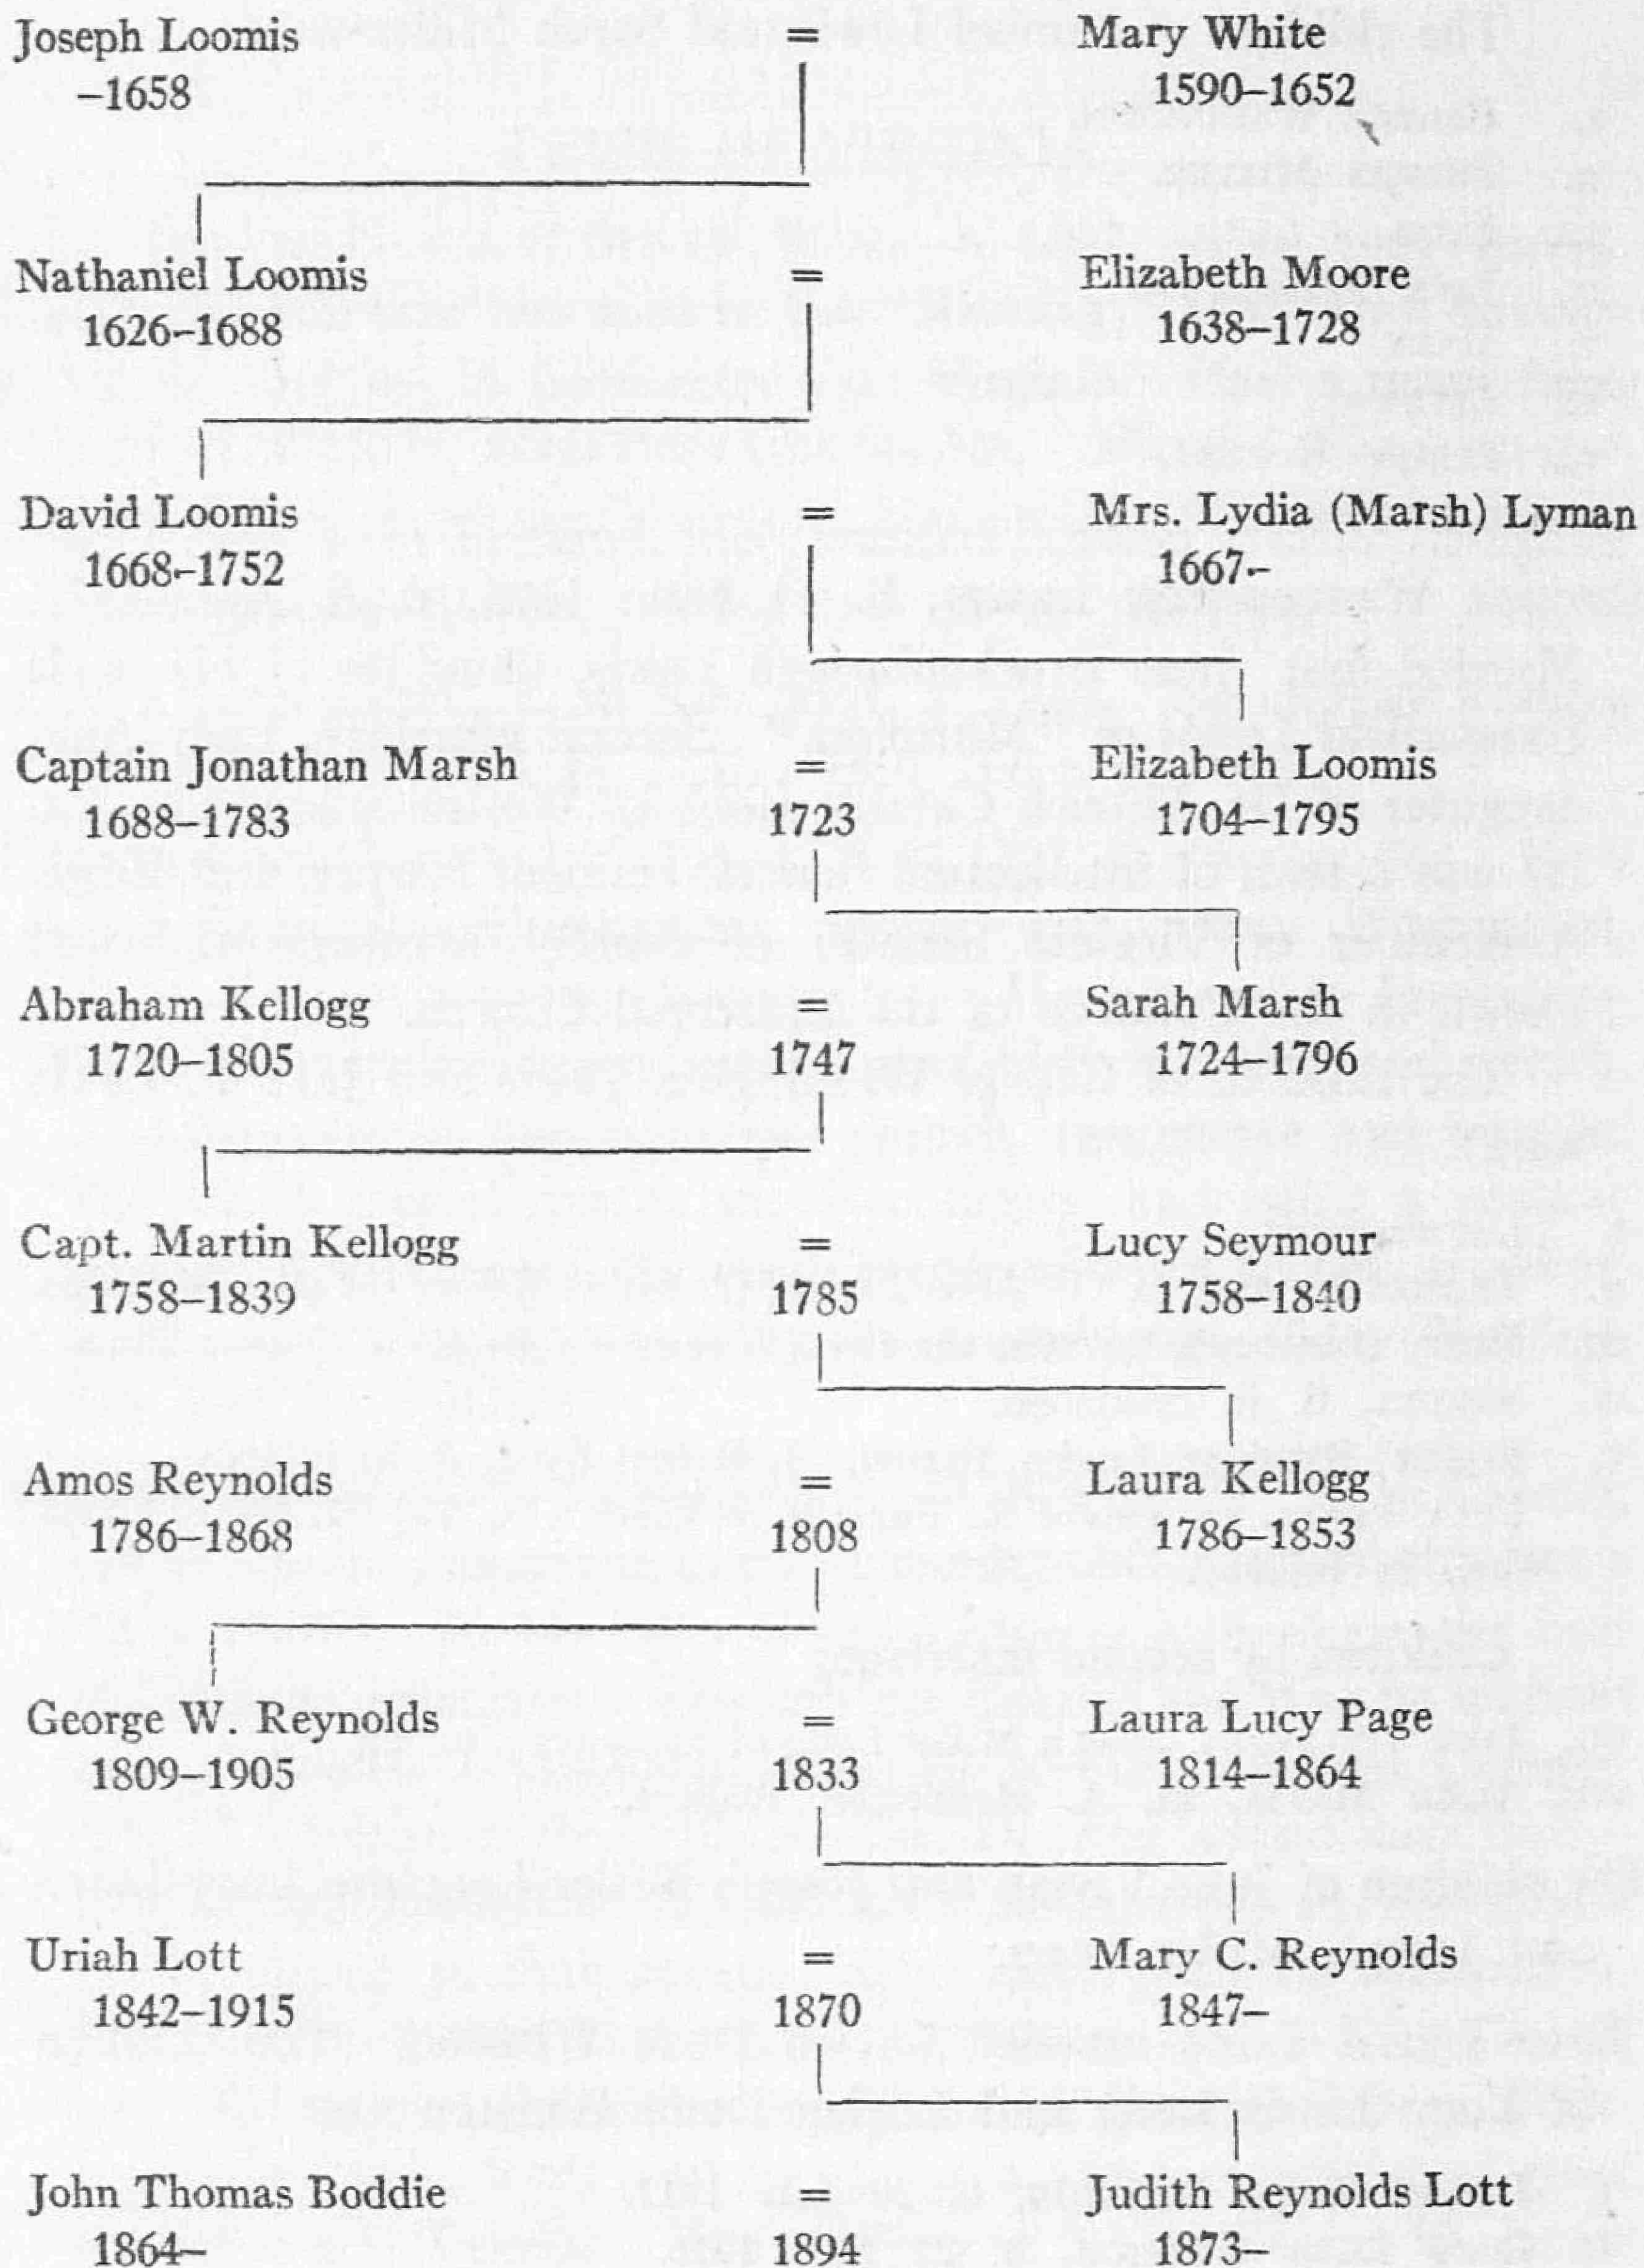 Joseph Loomis = Mary White
–1658 1590–1652
Nathaniel Loomis = Elizabeth Moore
1626–1688 1638–1728
David Loomis = Mrs. Lydia (Marsh) Lyman
1668–1752 1667–
Captain Jonathan Marsh = Elizabeth Loomis
1688–1783 1723 1704–1795
Abraham Kellogg = Sarah Marsh
1720–1805 1747 1724–1796
Capt. Martin Kellogg = Lucy Seymour
1758–1839 1785 1758–1840
Amos Reynolds = Laura Kellogg
1786–1868 1808 1786–1853
George W. Reynolds = Laura Lucy Page
1809–1905 1833 1814–1864
Uriah Lott = Mary C. Reynolds
1842–1915 1870 1847–
John Thomas Boddie = Judith Reynolds Lott
1864– 1894 1873–